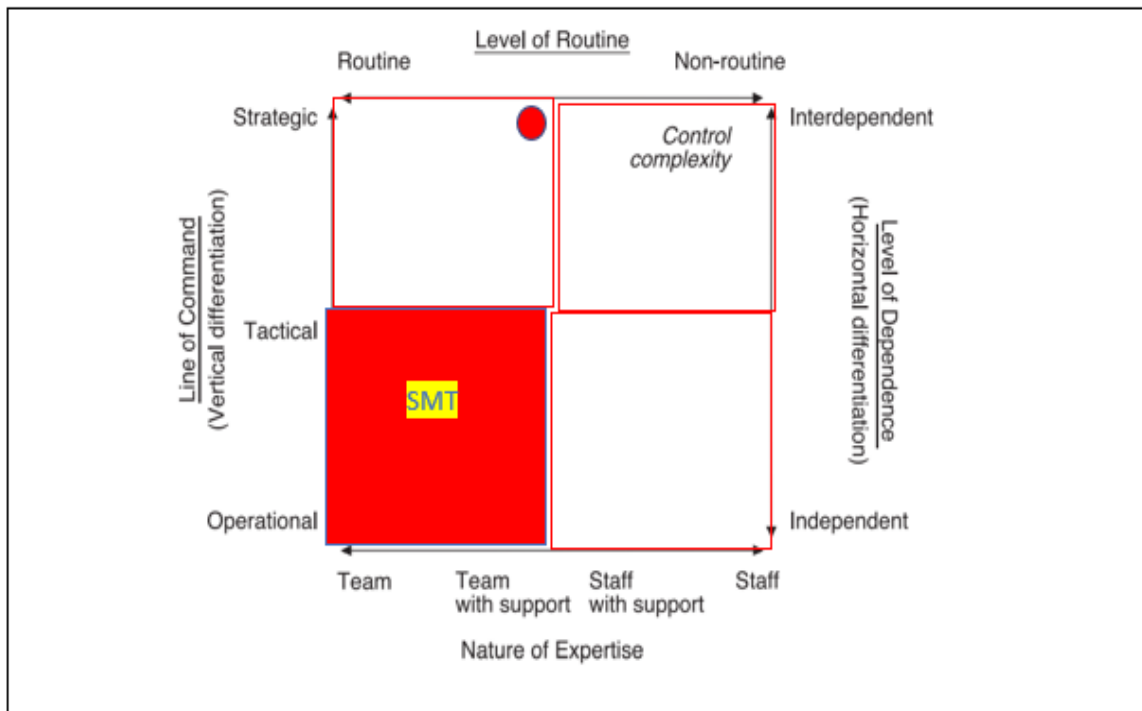 Level of Routine
Routine
Non-routine
Strategic
Interdependent
Control
complexity
Line of Command
(Vertical differentiation)
Level of Dependence
(Horizontal differentiation)
Tactical
SMT
Operational
Independent
Team
Team
with support
Staff
with support
Staff
Nature of Expertise